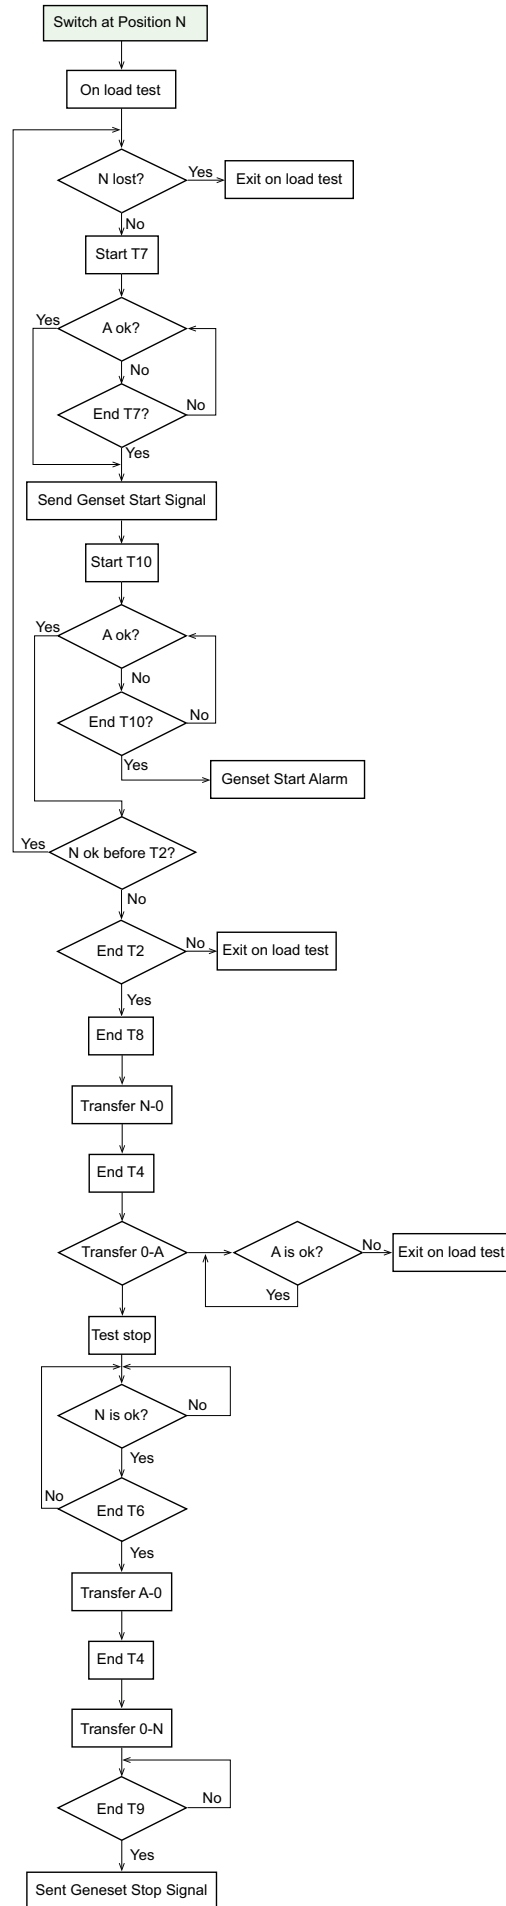 Switch at Position N
On load test
N lost?
Yes
Exit on load test
No
Start T7
Yes
A ok?
No
End T7?
No
Yes
Send Genset Start Signal
Start T10
Yes
A ok?
No
End T10?
No
Yes
Genset Start Alarm
Yes
N ok before T2?
No
End T2
No
Exit on load test
Yes
End T8
Transfer N-0
End T4
Transfer 0-A
A is ok?
No
Exit on load test
Yes
Test stop
N is ok?
No
Yes
No
End T6
Yes
Transfer A-0
End T4
Transfer 0-N
End T9
No
Yes
Sent Geneset Stop Signal